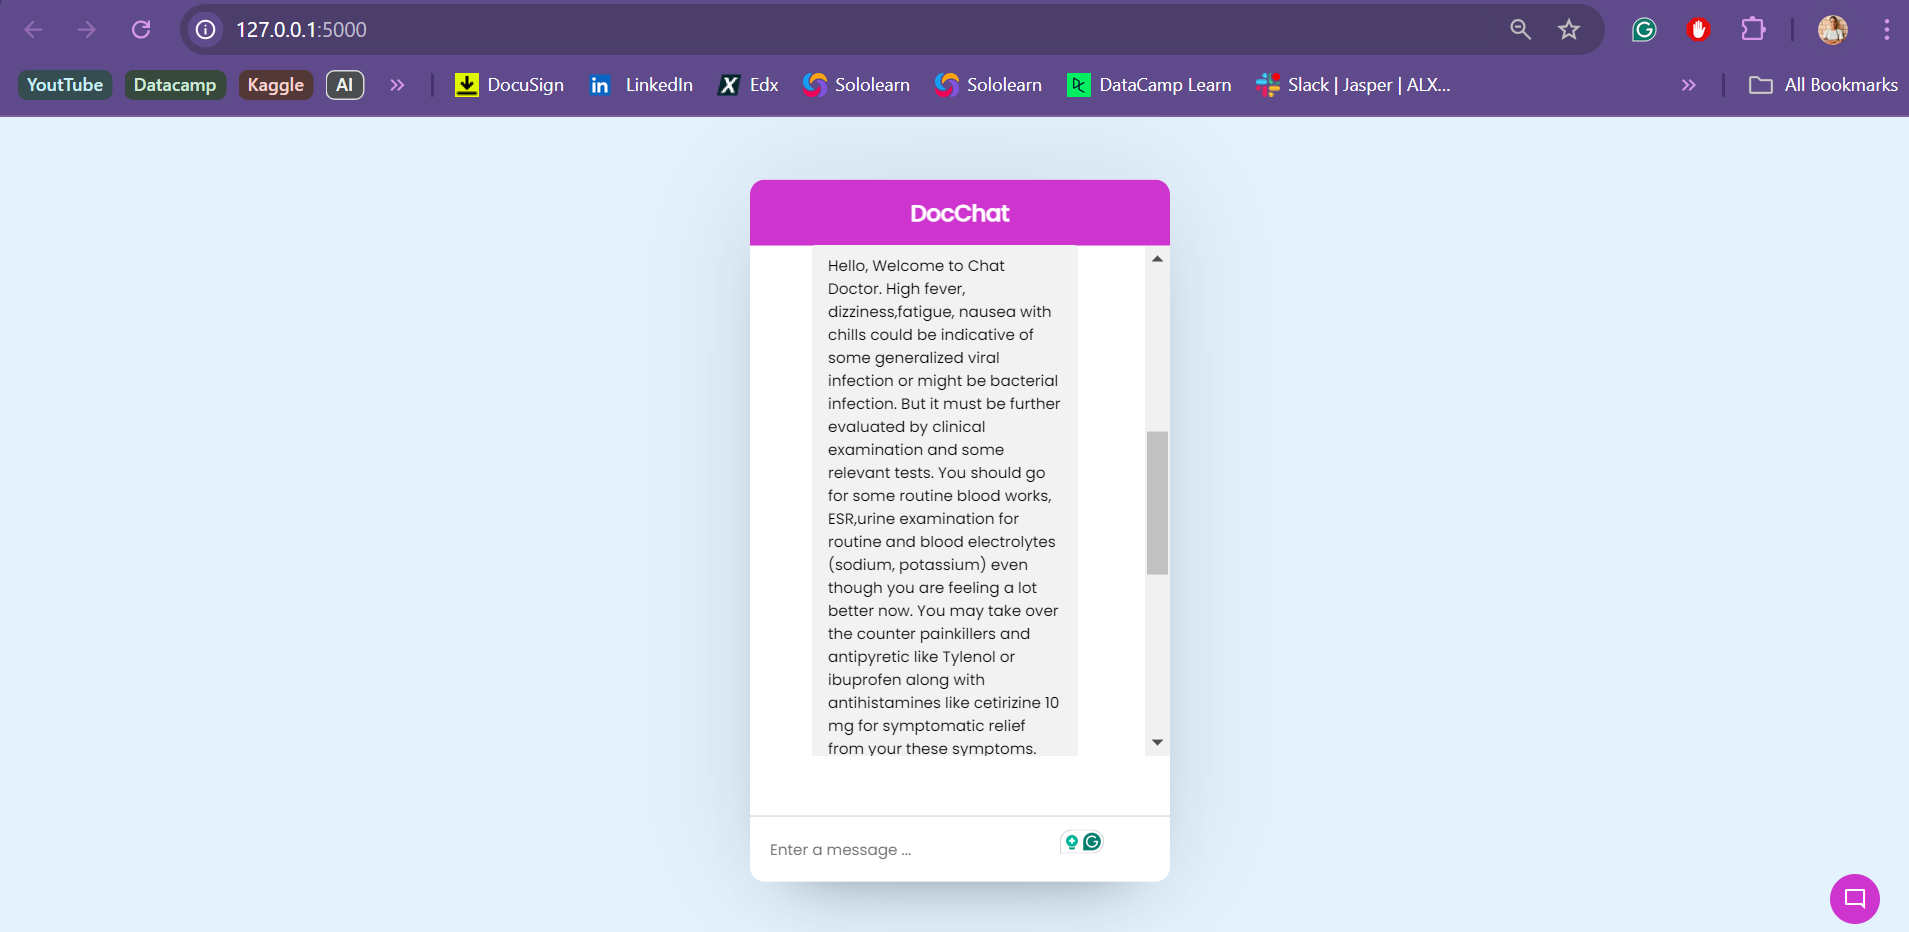 127.0.0.1:5000
YoutTube Datacamp Kaggle AI DocuSign LinkedIn Edx Sololearn Sololearn DataCamp Learn Slack | Jasper | ALX... All Bookmarks
DocChat
Hello, Welcome to Chat
Doctor. High fever,
dizziness,fatigue, nausea with
chills could be indicative of
some generalized viral
infection or might be bacterial
infection. But it must be further
evaluated by clinical
examination and some
relevant tests. You should go
for some routine blood works,
ESR,urine examination for
routine and blood electrolytes
(sodium, potassium) even
though you are feeling a lot
better now. You may take over
the counter painkillers and
antipyretic like Tylenol or
ibuprofen along with
antihistamines like cetirizine 10
mg for symptomatic relief
from your these symptoms.
Enter a message ...